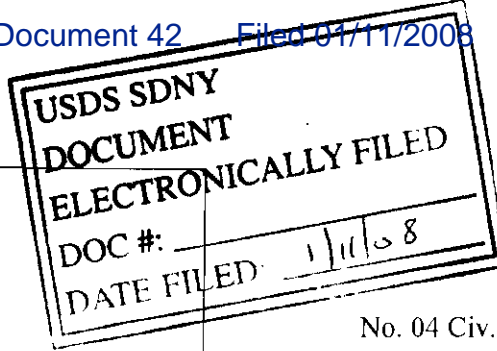 Document 42 Filed 01/11/2008
USDS SDNY
DOCUMENT
ELECTRONICALLY FILED
DOC #:
DATE FILED: 1/11/08
No. 04 Civ.